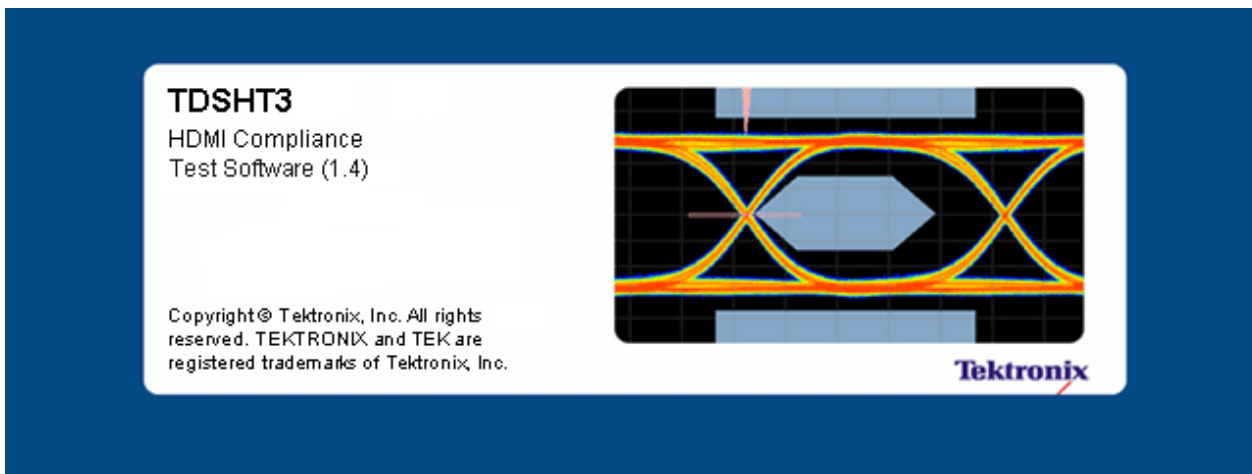 TDSHT3
HDMI Compliance
Test Software (1.4)
Copyright © Tektronix, Inc. All rights
reserved. TEKTRONIX and TEK are
registered trademarks of Tektronix, Inc.
Tektronix